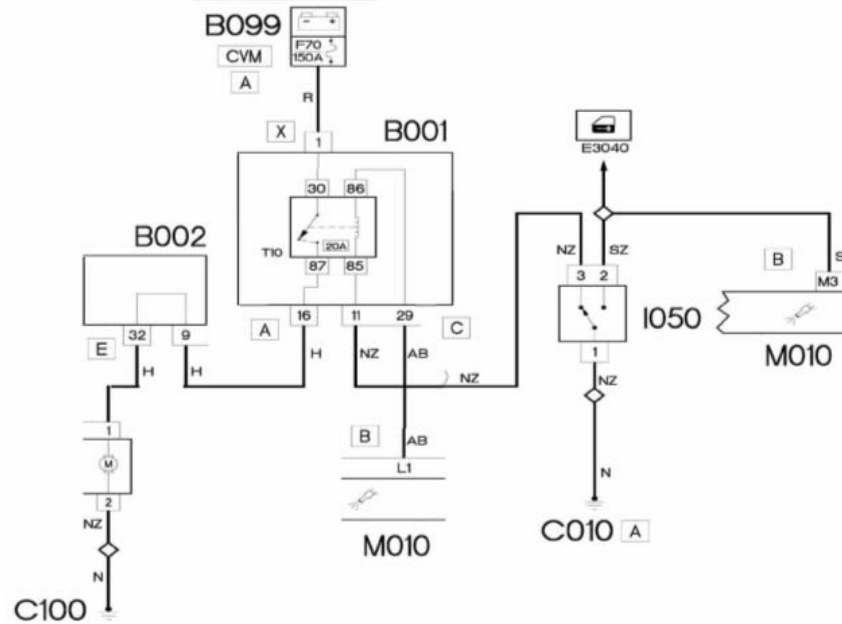 B099
F70
150A
CVM
A
R
X
1
B001
E3040
30
86
B002
T10
20A
87
85
NZ
SZ
S
3
2
B
M3
I050
M010
A
16
11
29
C
E
32
9
1
H
H
H
NZ
AB
NZ
NZ
B
AB
1
L1
M
2
N
NZ
M010
C010
A
N
C100